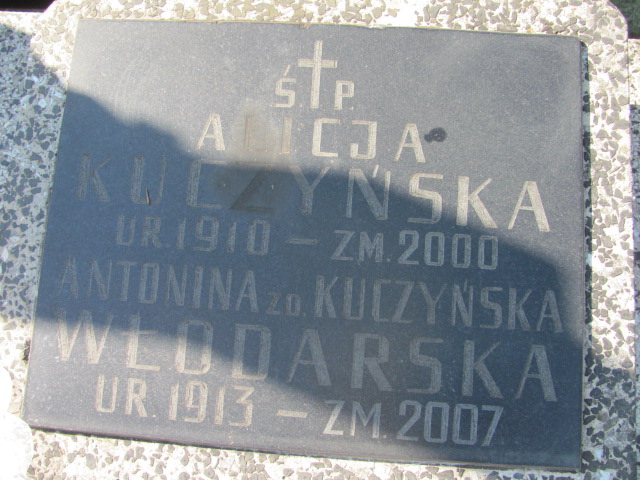 Ś.P.
ALICJA
KUCZYŃSKA
UR. 1910 – ZM. 2000
ANTONINA ZD. KUCZYŃSKA
WŁODARSKA
UR. 1913 – ZM. 2007